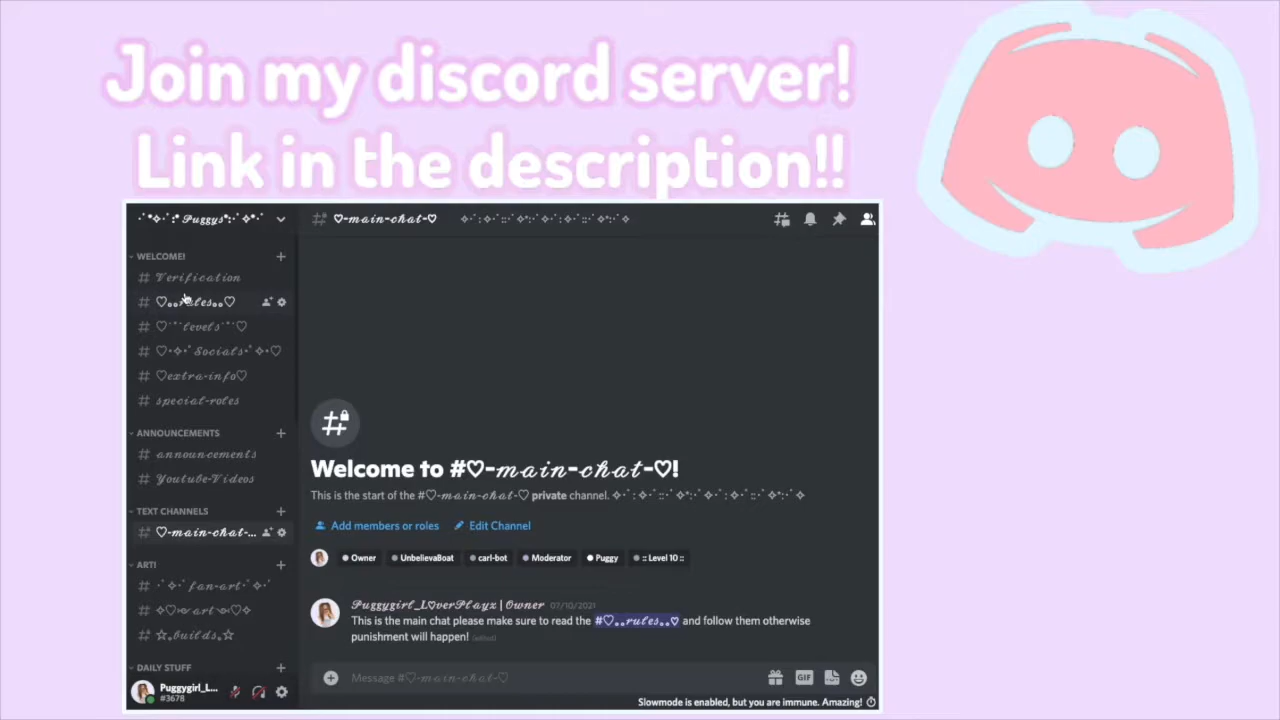 Join my discord server!
Link in the description!!
·˚*✧·˚:* 𝓟𝓾𝓰𝓰𝔂𝓼*:·˚✧*·˚
♡-𝓂𝒶𝒾𝓃-𝒸𝒽𝒶𝓉-♡
WELCOME!
𝒱𝑒𝓇𝒾𝒻𝒾𝒸𝒶𝓉𝒾𝑜𝓃
♡｡｡𝓇𝓊𝓁𝑒𝓈｡｡♡
♡˚*˚𝓁𝑒𝓋𝑒𝓁𝓈˚*˚♡
♡•✧•˚𝒮𝑜𝒸𝒾𝒶𝓁𝓈•˚✧•♡
♡𝑒𝓍𝓉𝓇𝒶-𝒾𝓃𝒻𝑜♡
𝓈𝓅𝑒𝒸𝒾𝒶𝓁-𝓇𝑜𝓁𝑒𝓈
ANNOUNCEMENTS
𝒶𝓃𝓃𝑜𝓊𝓃𝒸𝑒𝓂𝑒𝓃𝓉𝓈
𝒴𝑜𝓊𝓉𝓊𝒷𝑒-𝒱𝒾𝒹𝑒𝑜𝓈
TEXT CHANNELS
♡-𝓂𝒶𝒾𝓃-𝒸𝒽𝒶𝓉-...
ART!
·˚✧·˚𝒻𝒶𝓃-𝒶𝓇𝓉·˚✧·˚
✧♡𝒶𝓇𝓉♡✧
☆｡𝒷𝓊𝒾𝓁𝒹𝓈｡☆
DAILY STUFF
Puggygirl_L...
#3678
Welcome to #♡-𝓂𝒶𝒾𝓃-𝒸𝒽𝒶𝓉-♡!
This is the start of the #♡-𝓂𝒶𝒾𝓃-𝒸𝒽𝒶𝓉-♡ private channel. ✧·˚:✧·˚::·˚✧*:·˚✧·˚:✧·˚::·˚✧*:·˚✧
Add members or roles Edit Channel
Owner UnbelievaBoat carl-bot Moderator Puggy :: Level 10 ::
𝒫𝓊𝑔𝑔𝓎𝑔𝒾𝓇𝓁_𝐿♡𝓋𝑒𝓇𝒫𝓁𝒶𝓎𝓏 | 𝒪𝓌𝓃𝑒𝓇 07/10/2021
This is the main chat please make sure to read the #♡｡｡𝓇𝓊𝓁𝑒𝓈｡｡♡ and follow them otherwise
punishment will happen! (edited)
Message #♡-𝓂𝒶𝒾𝓃-𝒸𝒽𝒶𝓉-♡
GIF
Slowmode is enabled, but you are immune. Amazing!